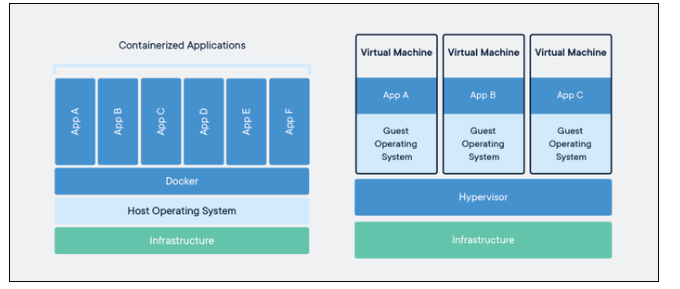 Containerized Applications
App A
App B
App C
App D
App E
App F
Docker
Host Operating System
Infrastructure
Virtual Machine
App A
Guest
Operating
System
Virtual Machine
App B
Guest
Operating
System
Virtual Machine
App C
Guest
Operating
System
Hypervisor
Infrastructure